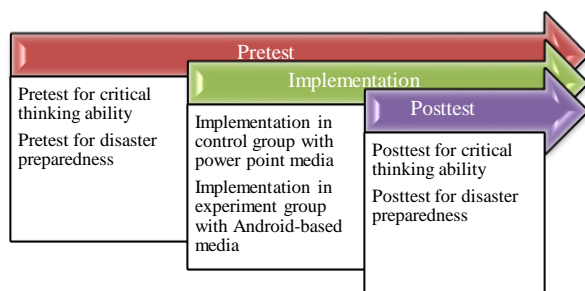 Pretest
Pretest for critical
thinking ability
Pretest for disaster
preparedness
Implementation
Implementation in
control group with
power point media
Implementation in
experiment group
with Android-based
media
Posttest
Posttest for critical
thinking ability
Posttest for disaster
preparedness